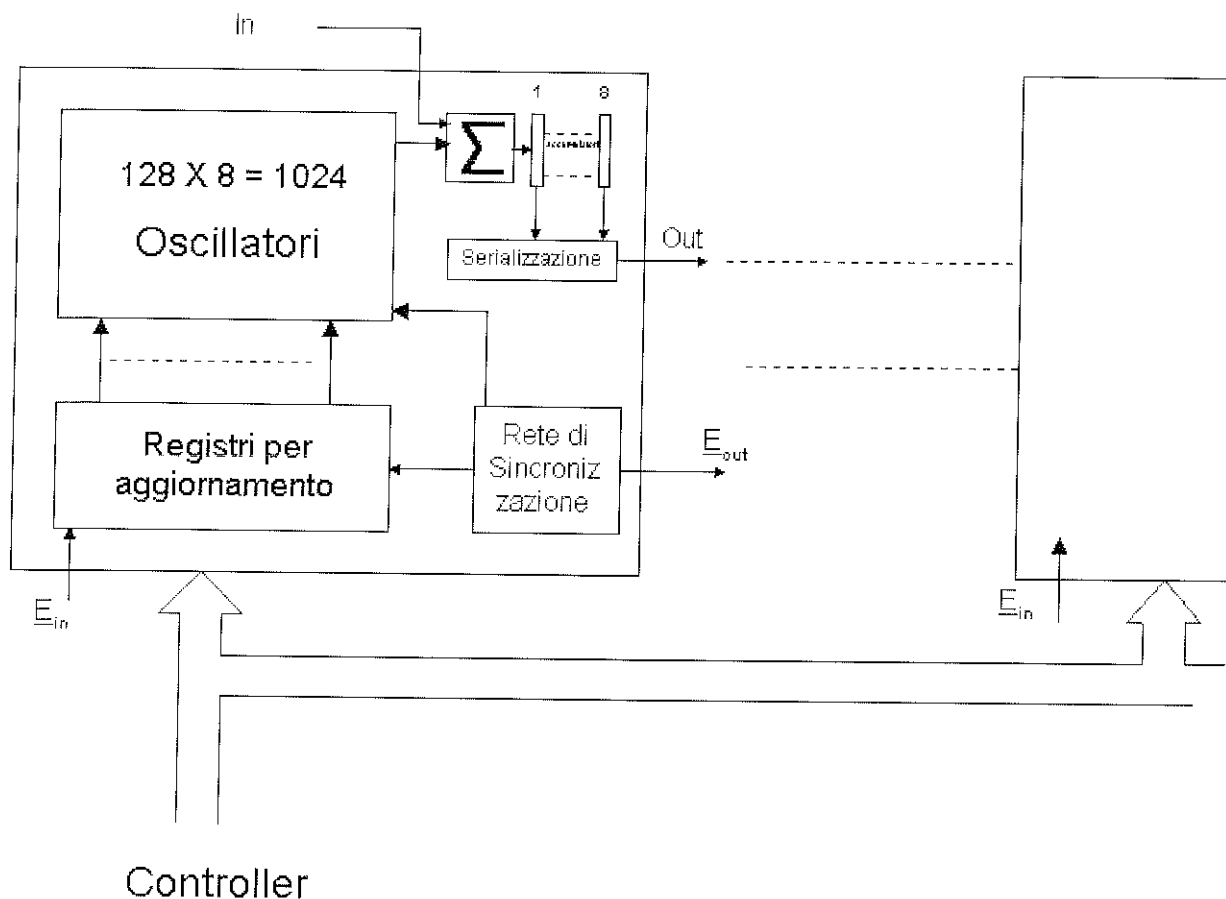 In
1 8
128 X 8 = 1024
Oscillatori
Σ
Serializzazione
Out
Registri per
aggiornamento
Rete di
Sincroniz
zazione
E_out
E_in
E_in
Controller